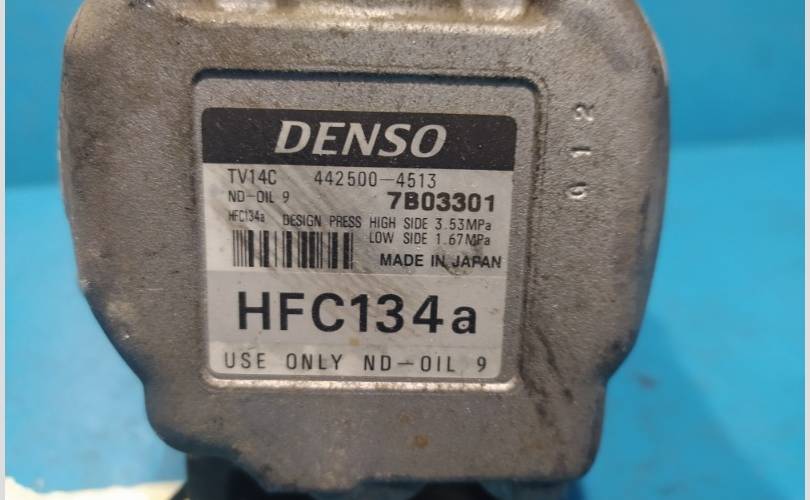 DENSO
TV14C 442500-4513
ND-OIL 9 7B03301
HFC134a DESIGN PRESS HIGH SIDE 3.53MPa
LOW SIDE 1.67MPa
MADE IN JAPAN
HFC134a
USE ONLY ND-OIL 9
912